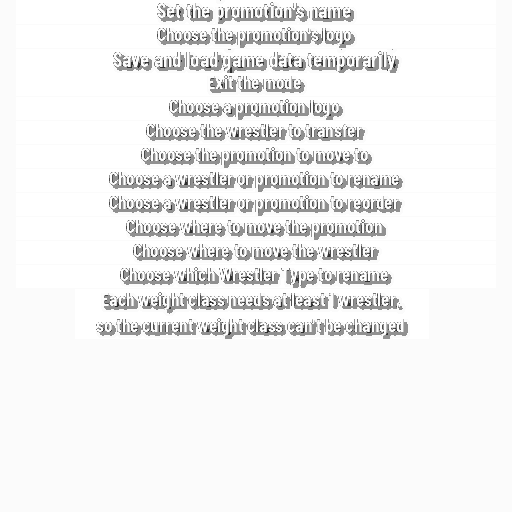 Set the promotion's name
Choose the promotion's logo
Save and load game data temporarily
Exit the mode
Choose a promotion logo
Choose the wrestler to transfer
Choose the promotion to move to
Choose a wrestler or promotion to rename
Choose a wrestler or promotion to reorder
Choose where to move the promotion
Choose where to move the wrestler
Choose which Wrestler Type to rename
Each weight class needs at least 1 wrestler,
so the current weight class can't be changed